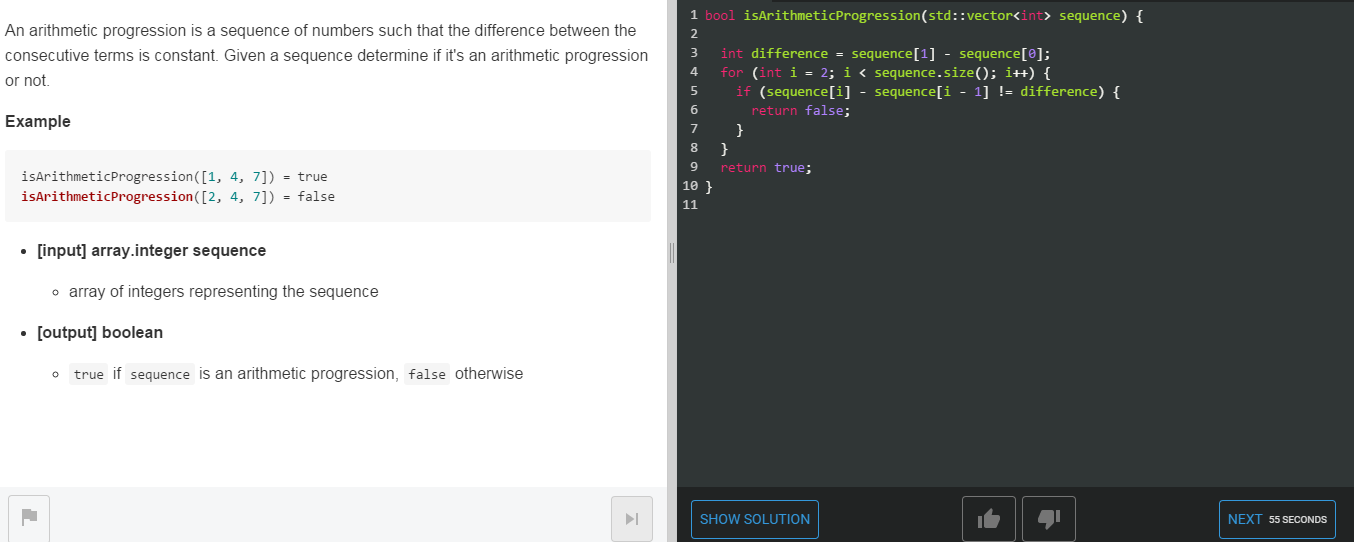 An arithmetic progression is a sequence of numbers such that the difference between the
consecutive terms is constant. Given a sequence determine if it's an arithmetic progression
or not.
Example
isArithmeticProgression([1, 4, 7]) = true
isArithmeticProgression([2, 4, 7]) = false
• [input] array.integer sequence
◦ array of integers representing the sequence
• [output] boolean
◦ true if sequence is an arithmetic progression, false otherwise
1 bool isArithmeticProgression(std::vector<int> sequence) {
2
3   int difference = sequence[1] - sequence[0];
4   for (int i = 2; i < sequence.size(); i++) {
5     if (sequence[i] - sequence[i - 1] != difference) {
6       return false;
7     }
8   }
9   return true;
10 }
11
SHOW SOLUTION
NEXT 55 SECONDS